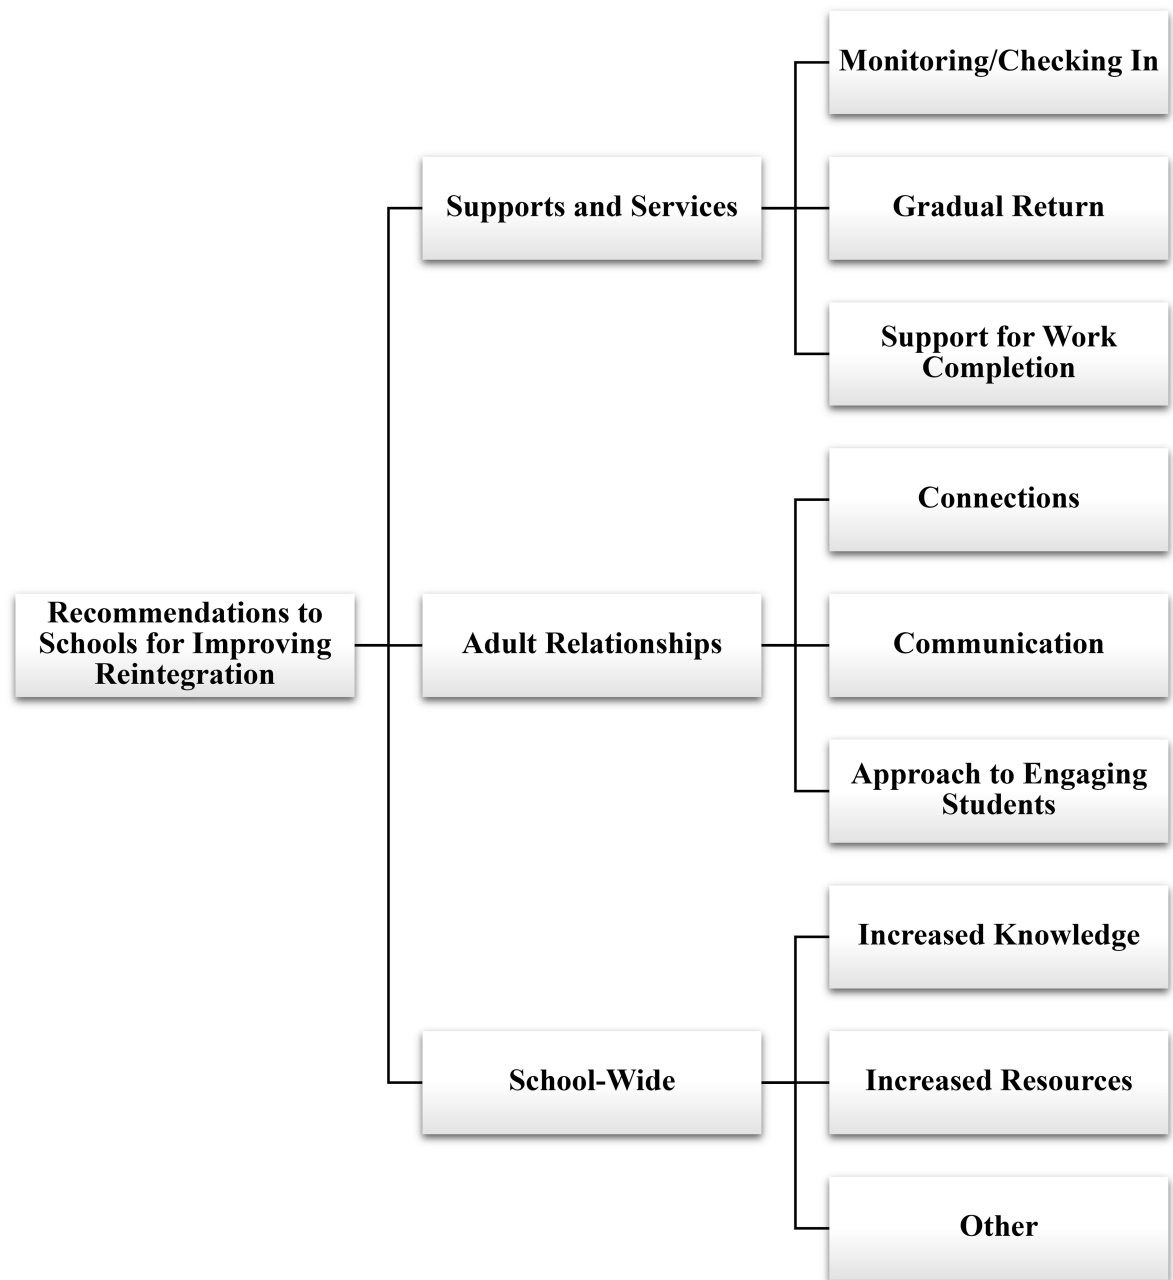 Monitoring/Checking In
Supports and Services
Gradual Return
Support for Work
Completion
Connections
Recommendations to
Schools for Improving
Reintegration
Adult Relationships
Communication
Approach to Engaging
Students
Increased Knowledge
School-Wide
Increased Resources
Other